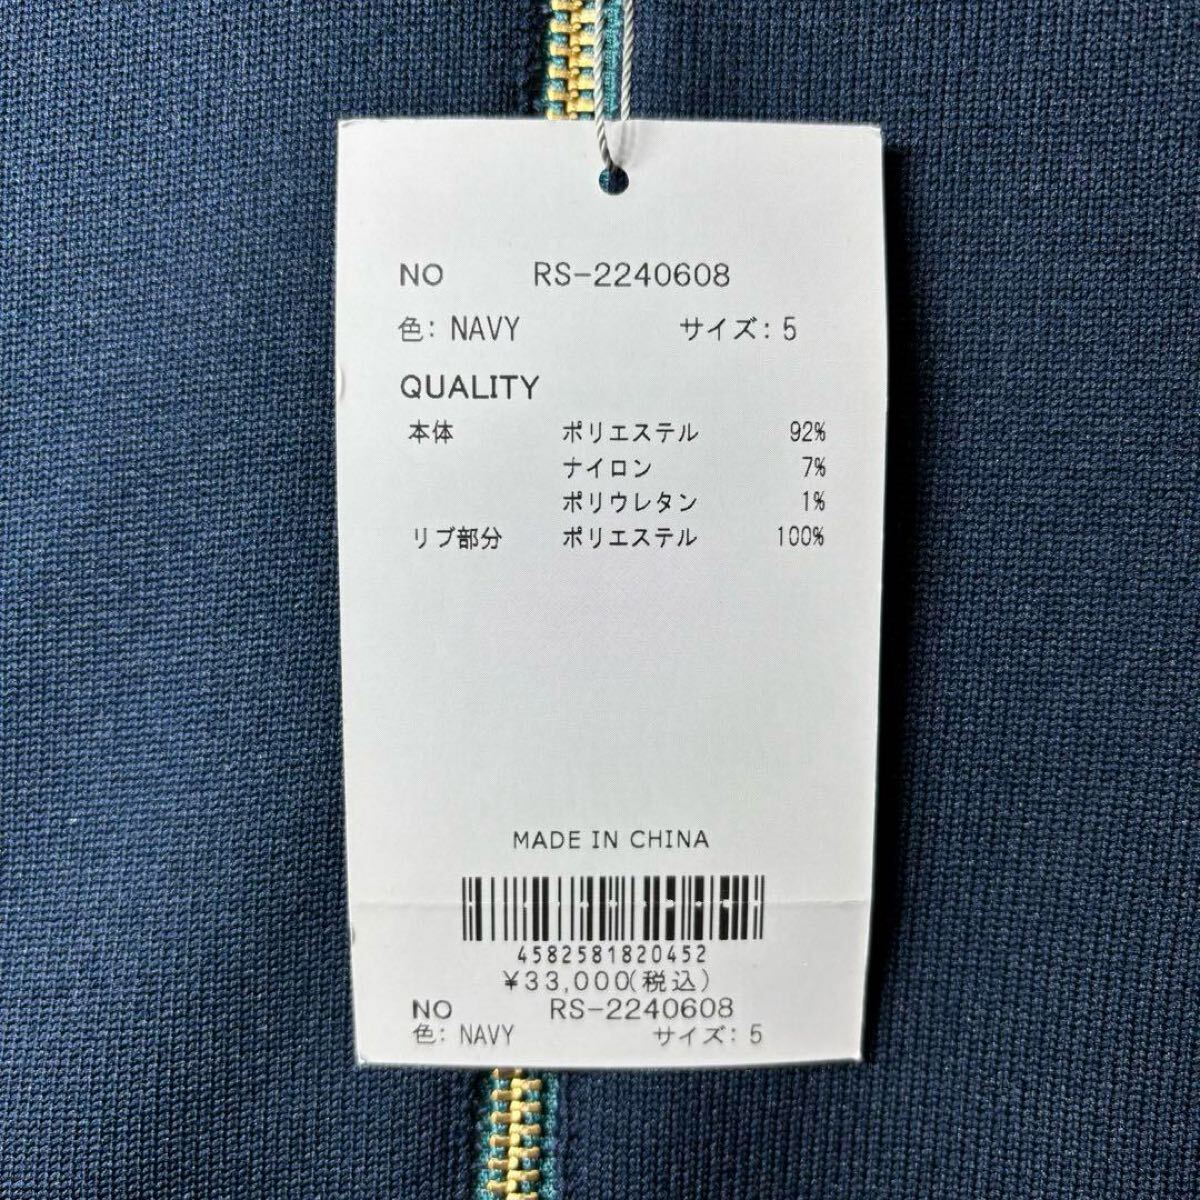 NO RS-2240608
色: NAVY サイズ: 5
QUALITY
本体 ポリエステル 92%
ナイロン 7%
ポリウレタン 1%
リブ部分 ポリエステル 100%
MADE IN CHINA
4582581820452
¥33,000(税込)
NO RS-2240608
色: NAVY サイズ: 5